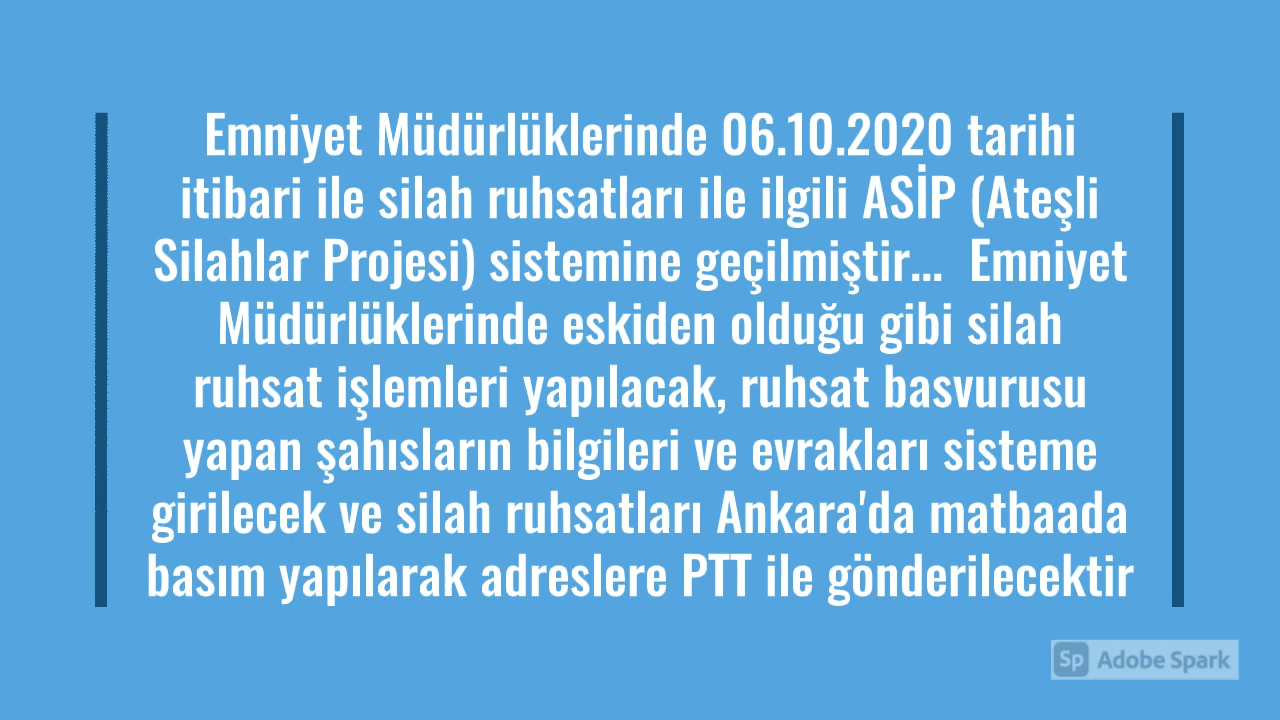 Emniyet Müdürlüklerinde 06.10.2020 tarihi
itibari ile silah ruhsatları ile ilgili ASİP (Ateşli
Silahlar Projesi) sistemine geçilmiştir... Emniyet
Müdürlüklerinde eskiden olduğu gibi silah
ruhsat işlemleri yapılacak, ruhsat basvurusu
yapan şahısların bilgileri ve evrakları sisteme
girilecek ve silah ruhsatları Ankara'da matbaada
basım yapılarak adreslere PTT ile gönderilecektir
Sp Adobe Spark